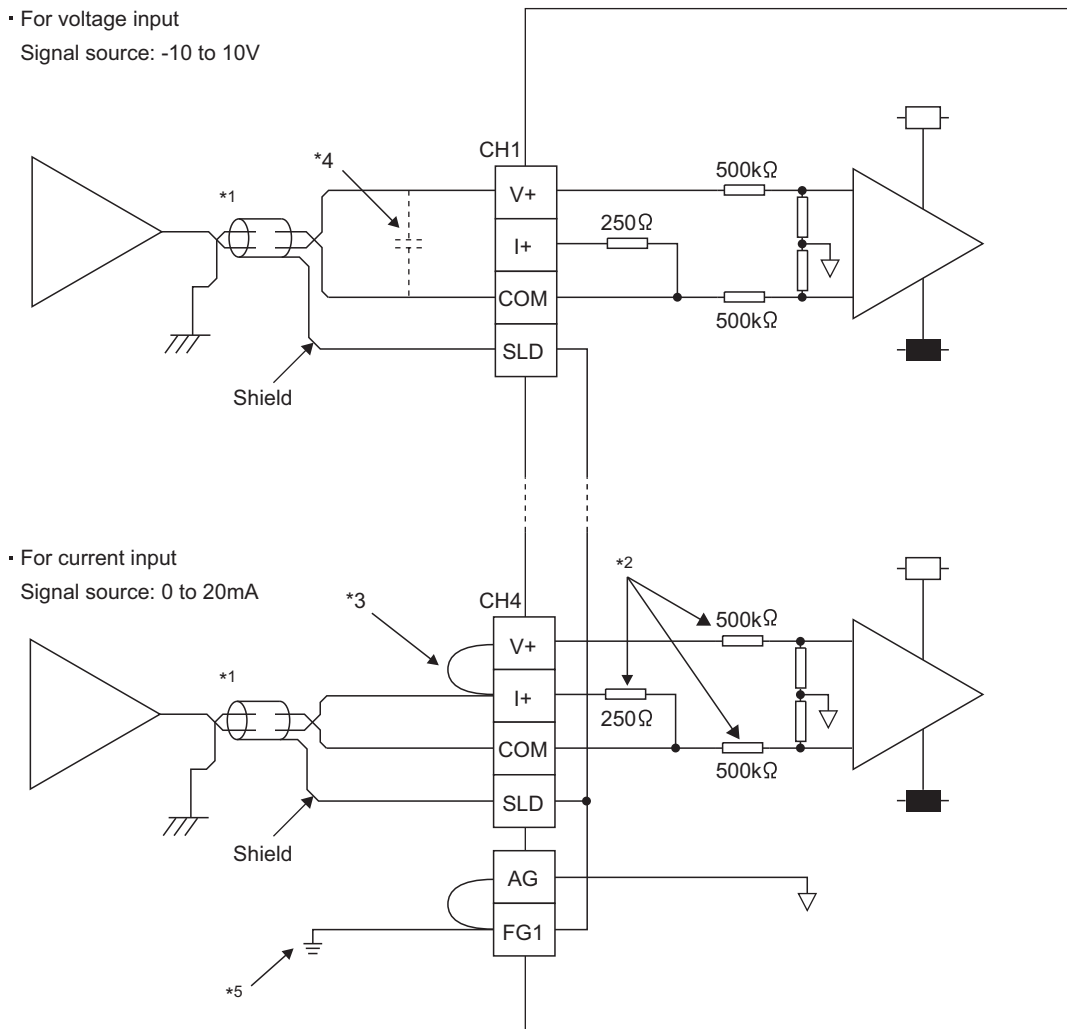 · For voltage input
Signal source: -10 to 10V
CH1
*4
*1
V+
500kΩ
250Ω
I+
COM
500kΩ
SLD
Shield
· For current input
Signal source: 0 to 20mA
*2
*3
CH4
500kΩ
V+
*1
I+
250Ω
COM
500kΩ
SLD
Shield
AG
FG1
*5